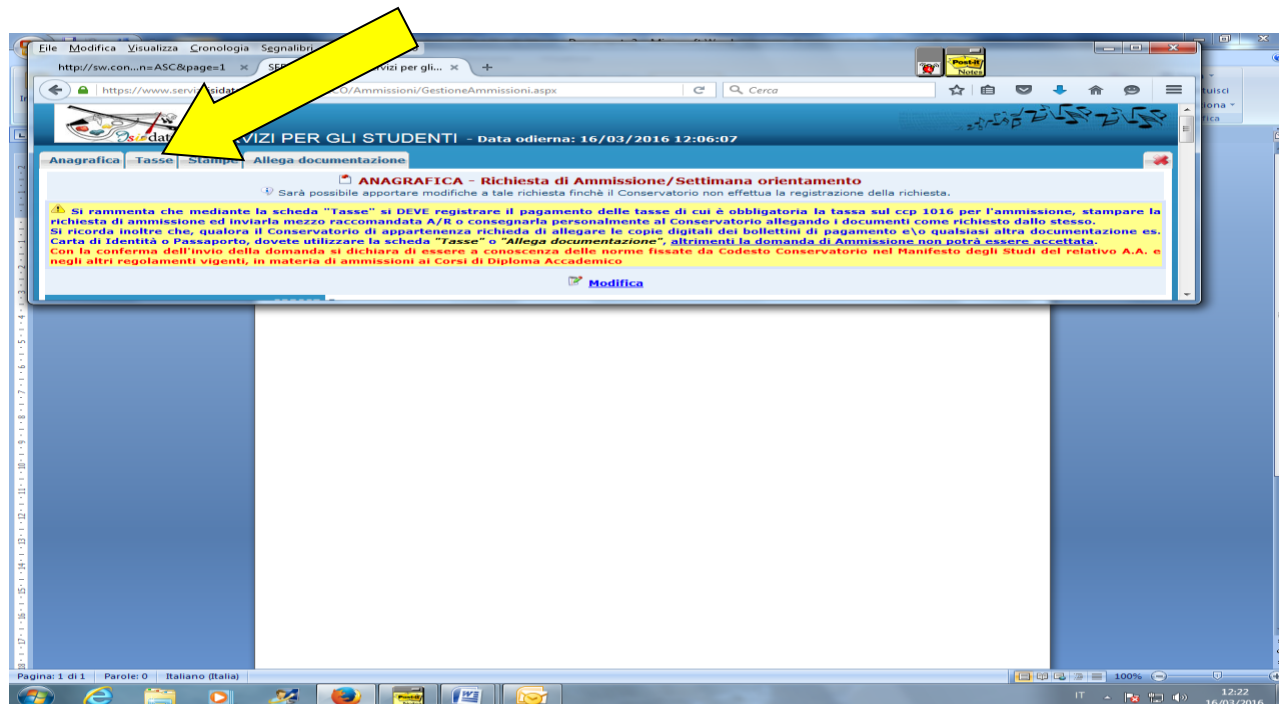 File Modifica Visualizza Cronologia Segnalibri
http://sw.con...n=ASC&page=1 × vizi per gli... × +
Post-it
Notes
Ammissioni/GestioneAmmissioni.aspx
Cerca
VIZI PER GLI STUDENTI - Data odierna: 16/03/2016 12:06:07
Anagrafica Tasse Stampe Allega documentazione
ANAGRAFICA - Richiesta di Ammissione/Settimana orientamento
Sarà possibile apportare modifiche a tale richiesta finchè il Conservatorio non effettua la registrazione della richiesta.
Si rammenta che mediante la scheda "Tasse" si DEVE registrare il pagamento delle tasse di cui è obbligatoria la tassa sul ccp 1016 per l'ammissione, stampare la
richiesta di ammissione ed inviarla mezzo raccomandata A/R o consegnarla personalmente al Conservatorio allegando i documenti come richiesto dallo stesso.
Si ricorda inoltre che, qualora il Conservatorio di appartenenza richieda di allegare le copie digitali dei bollettini di pagamento e\o qualsiasi altra documentazione es.
Carta di Identità o Passaporto, dovete utilizzare la scheda "Tasse" o "Allega documentazione", altrimenti la domanda di Ammissione non potrà essere accettata.
Con la conferma dell'invio della domanda si dichiara di essere a conoscenza delle norme fissate da Codesto Conservatorio nel Manifesto degli Studi del relativo A.A. e
negli altri regolamenti vigenti, in materia di ammissioni ai Corsi di Diploma Accademico
Modifica
Pagina: 1 di 1 Parole: 0 Italiano (Italia) 100%
IT 12:22
16/03/2016